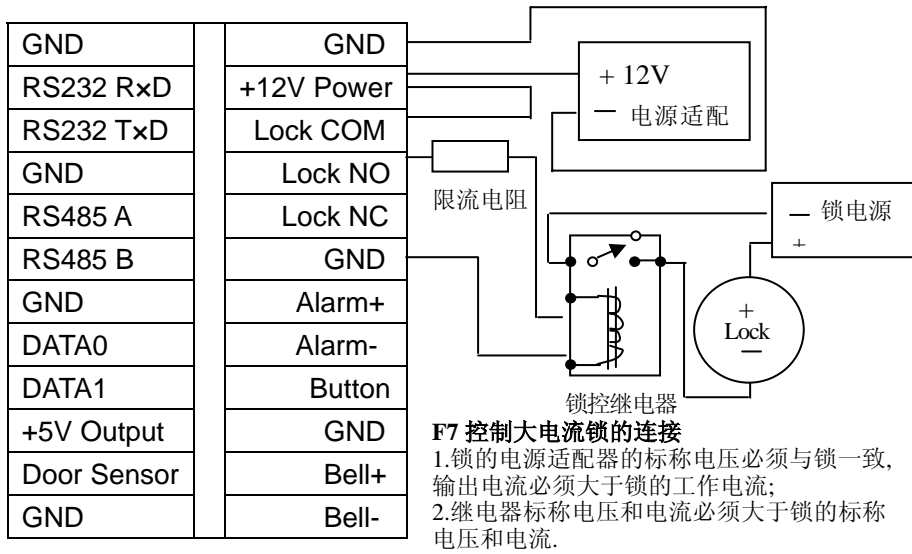 GND GND
RS232 R×D +12V Power
RS232 T×D Lock COM
GND Lock NO
RS485 A Lock NC
RS485 B GND
GND Alarm+
DATA0 Alarm-
DATA1 Button
+5V Output GND
Door Sensor Bell+
GND Bell-
+ 12V
— 电源适配
限流电阻
— 锁电源
+
+
Lock
—
锁控继电器
F7 控制大电流锁的连接
1.锁的电源适配器的标称电压必须与锁一致,
输出电流必须大于锁的工作电流;
2.继电器标称电压和电流必须大于锁的标称
电压和电流.